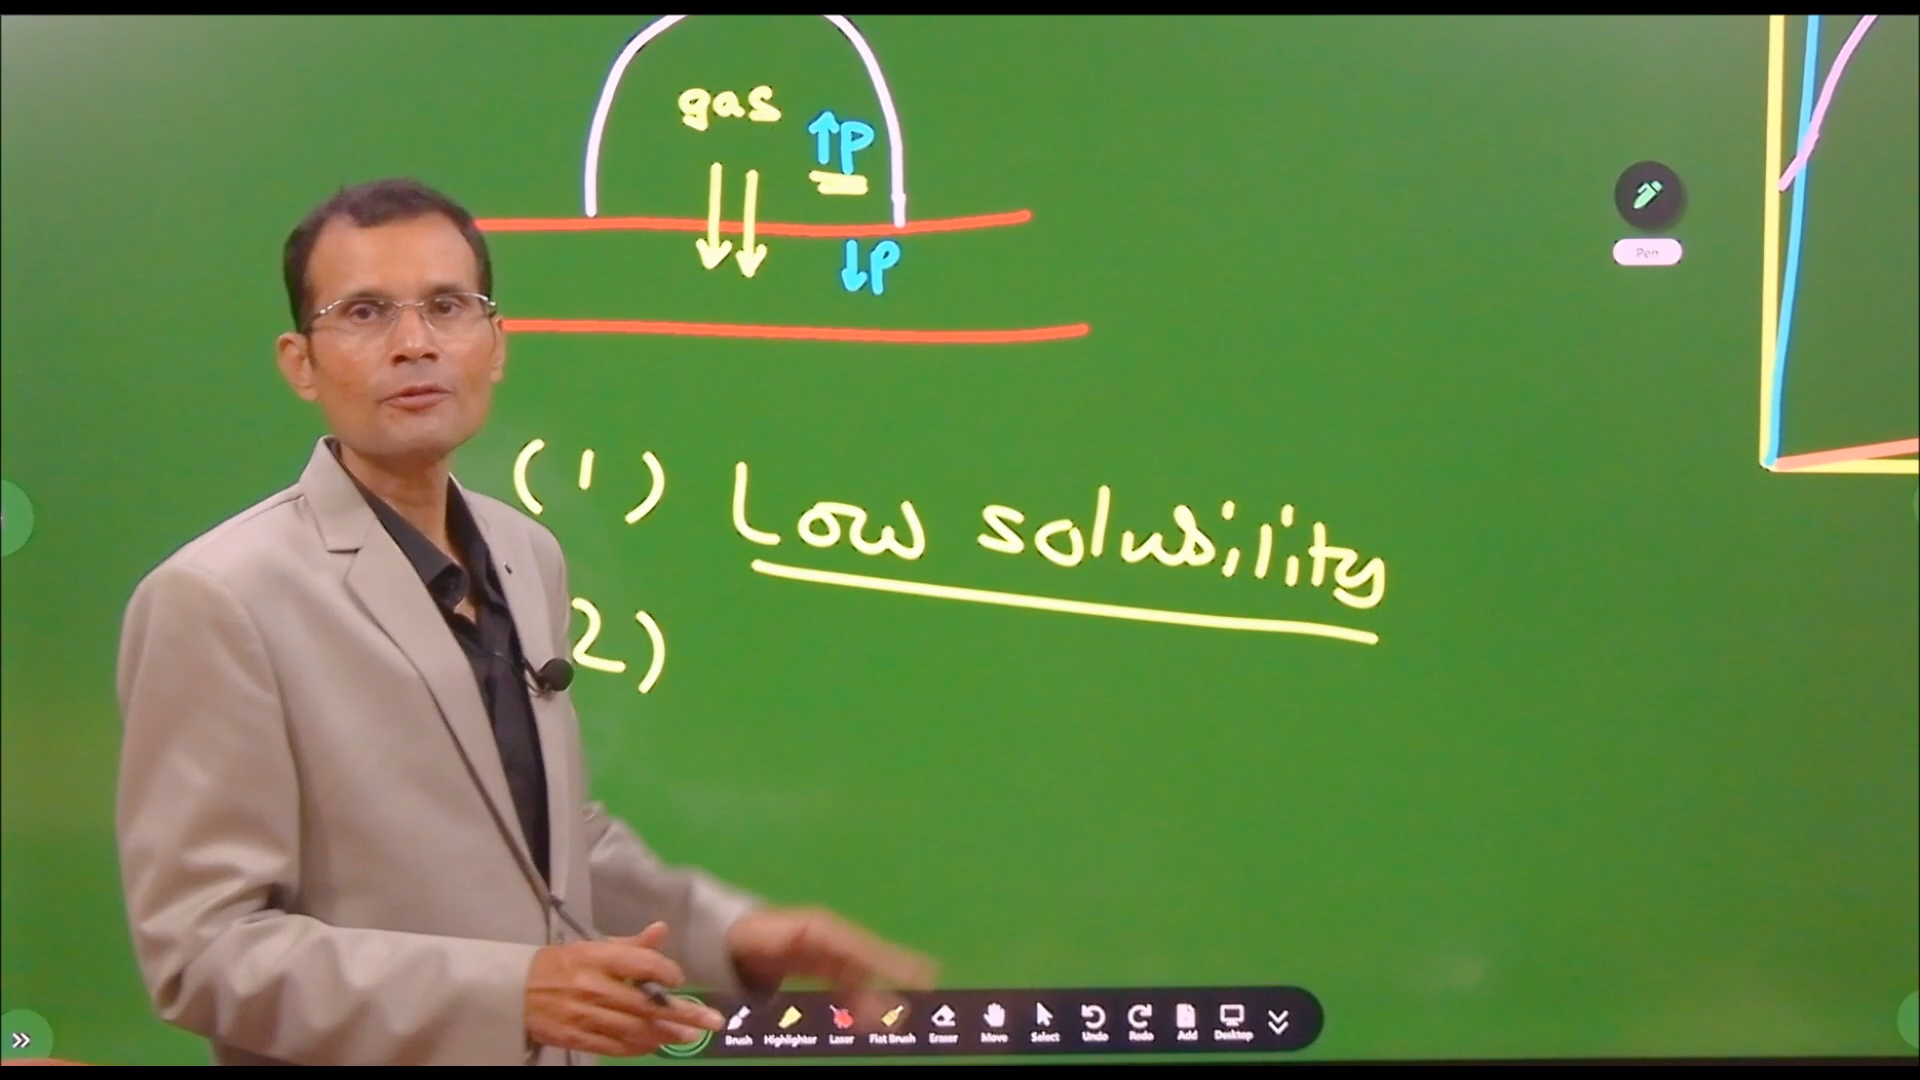 gas
↑P
↓P
Pen
(1) Low solubility
2)
Brush Highlighter Laser Flat Brush Eraser Move Select Undo Redo Add Desktop